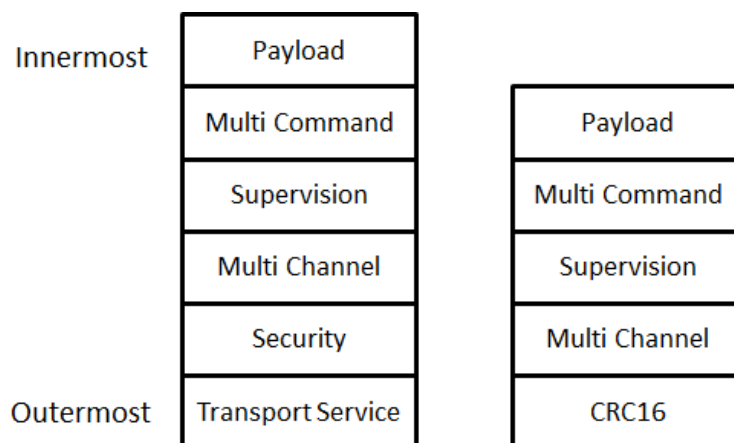 Innermost
Payload
Multi Command
Supervision
Multi Channel
Security
Outermost
Transport Service
Payload
Multi Command
Supervision
Multi Channel
CRC16